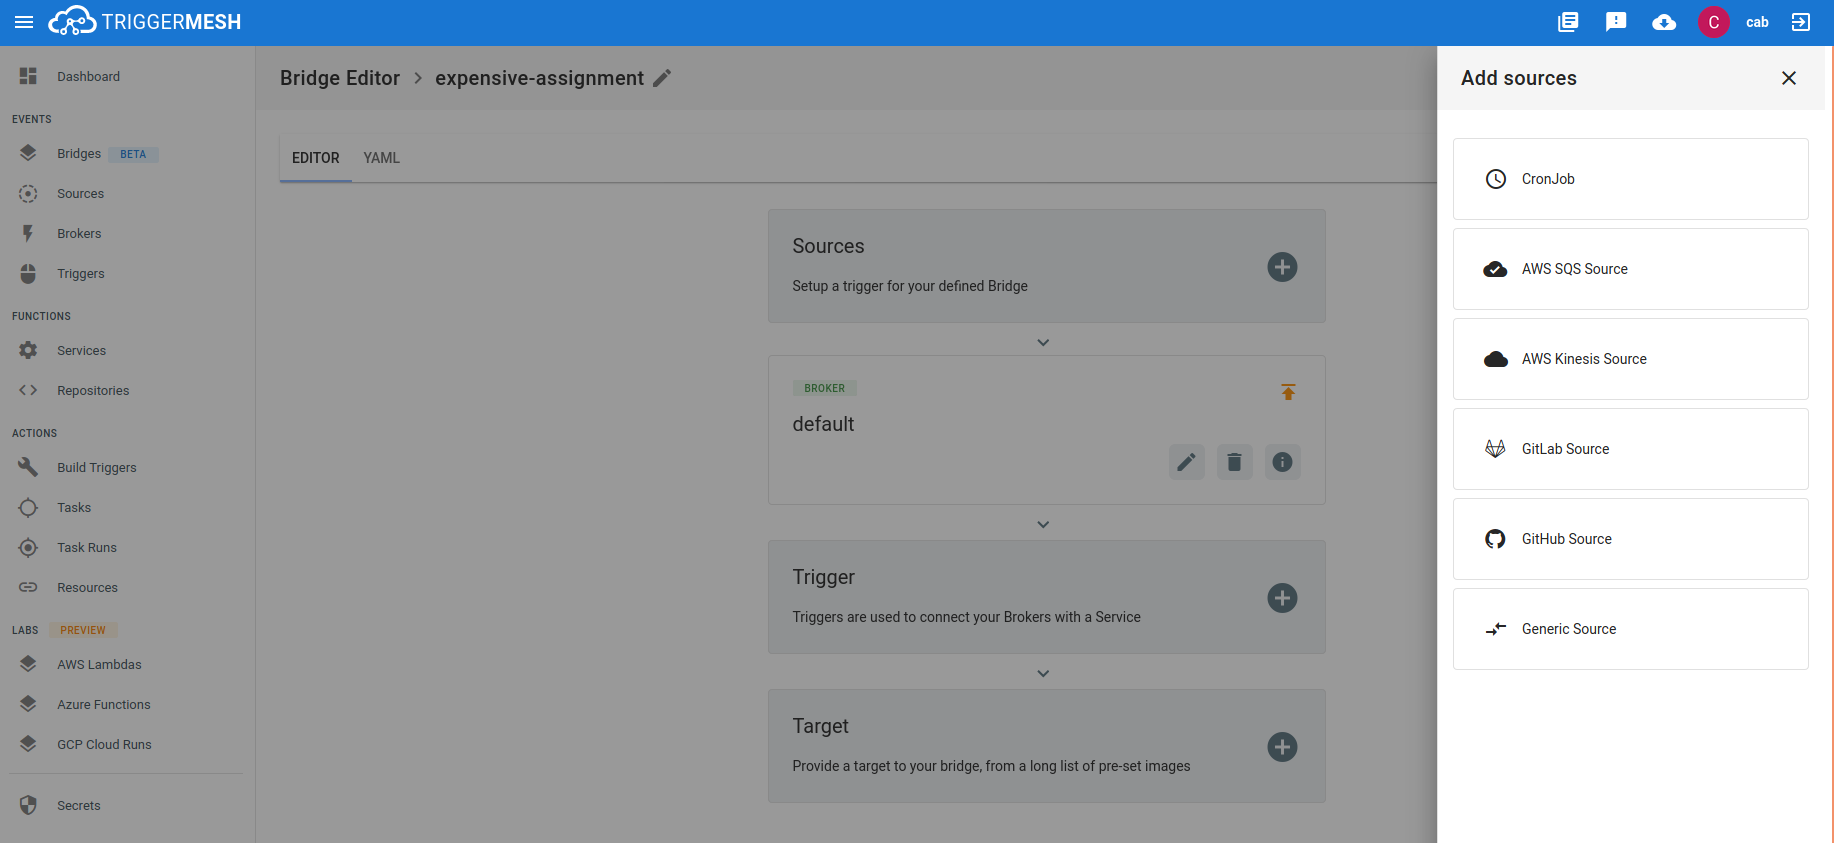 TRIGGERMESH
C
cab
Dashboard
EVENTS
Bridges BETA
Sources
Brokers
Triggers
FUNCTIONS
Services
Repositories
ACTIONS
Build Triggers
Tasks
Task Runs
Resources
LABS PREVIEW
AWS Lambdas
Azure Functions
GCP Cloud Runs
Secrets
Bridge Editor > expensive-assignment
EDITOR YAML
Sources
Setup a trigger for your defined Bridge
BROKER
default
Trigger
Triggers are used to connect your Brokers with a Service
Target
Provide a target to your bridge, from a long list of pre-set images
Add sources
CronJob
AWS SQS Source
AWS Kinesis Source
GitLab Source
GitHub Source
Generic Source